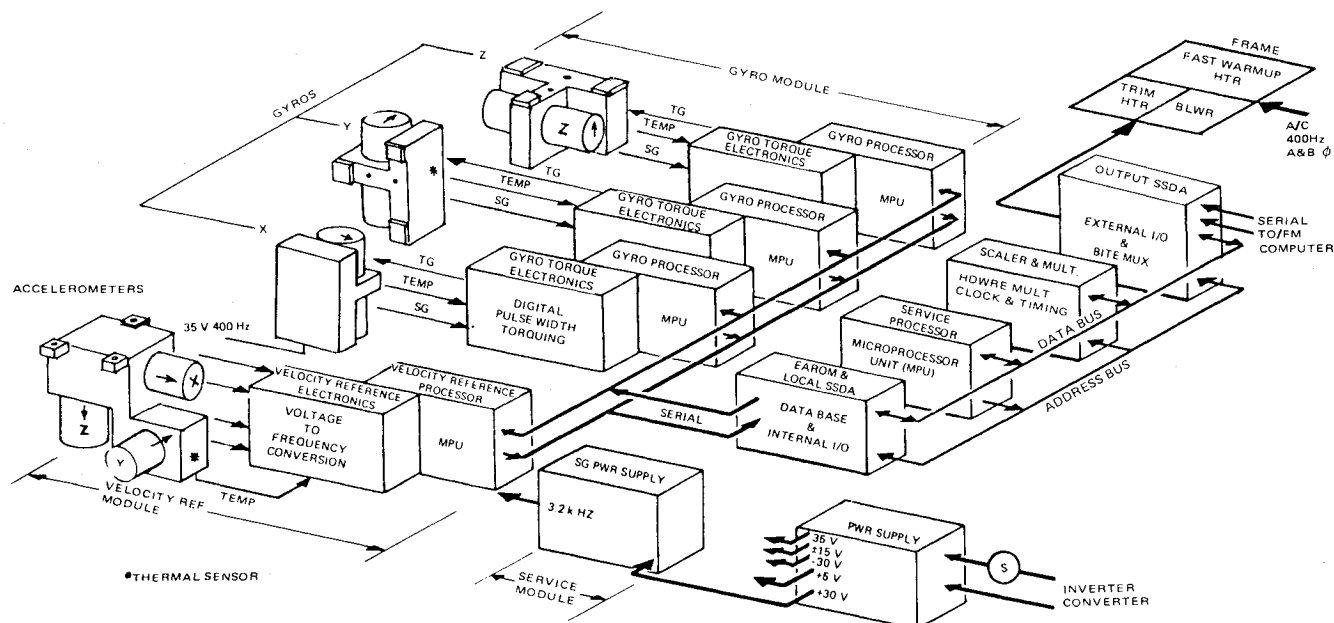 FRAME
FAST WARMUP
HTR
TRIM
HTR
BLWR
A/C
400Hz
A&B ϕ
GYRO MODULE
GYROS
Z
Y
X
Z
*
TG
TEMP
SG
GYRO TORQUE
ELECTRONICS
GYRO PROCESSOR
MPU
TG
TEMP
SG
GYRO TORQUE
ELECTRONICS
GYRO PROCESSOR
MPU
TG
TEMP
SG
GYRO TORQUE
ELECTRONICS
DIGITAL
PULSE WIDTH
TORQUING
GYRO PROCESSOR
MPU
OUTPUT SSDA
EXTERNAL I/O
&
BITE MUX
SERIAL
TO/FM
COMPUTER
SCALER & MULT.
HDWRE MULT
CLOCK & TIMING
SERVICE
PROCESSOR
MICROPROCESSOR
UNIT (MPU)
DATA BUS
ADDRESS BUS
EAROM &
LOCAL SSDA
DATA BASE
&
INTERNAL I/O
SERIAL
ACCELEROMETERS
35 V 400 Hz
X
Z
Y
*
VELOCITY REFERENCE
ELECTRONICS
VOLTAGE
TO
FREQUENCY
CONVERSION
VELOCITY REFERENCE
PROCESSOR
MPU
TEMP
VELOCITY REF
MODULE
*THERMAL SENSOR
SG PWR SUPPLY
3.2 k HZ
SERVICE
MODULE
PWR SUPPLY
35 V
±15 V
-30 V
+5 V
+30 V
S
INVERTER
CONVERTER